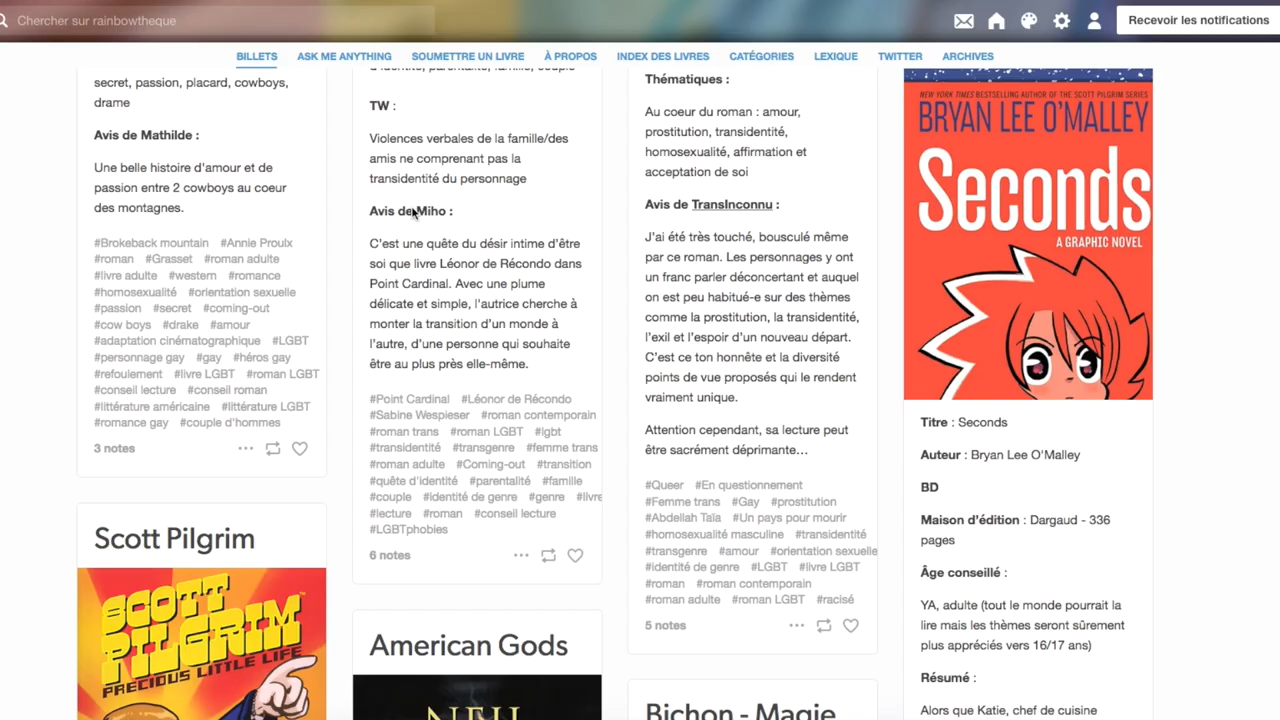 Chercher sur rainbowtheque
Recevoir les notifications
BILLETS
ASK ME ANYTHING
SOUMETTRE UN LIVRE
À PROPOS
INDEX DES LIVRES
CATÉGORIES
LEXIQUE
TWITTER
ARCHIVES
secret, passion, placard, cowboys,
drame
Avis de Mathilde :
Une belle histoire d'amour et de
passion entre 2 cowboys au coeur
des montagnes.
#Brokeback mountain #Annie Proulx
#roman #Grasset #roman adulte
#livre adulte #western #romance
#homosexualité #orientation sexuelle
#passion #secret #coming-out
#cow boys #drake #amour
#adaptation cinématographique #LGBT
#personnage gay #gay #héros gay
#refoulement #livre LGBT #roman LGBT
#conseil lecture #conseil roman
#littérature américaine #littérature LGBT
#romance gay #couple d'hommes
3 notes
Scott Pilgrim
SCOTT
PILGRIM
PRECIOUS LITTLE LIFE
d'identité, parentalité, famille, couple
TW :
Violences verbales de la famille/des
amis ne comprenant pas la
transidentité du personnage
Avis de Miho :
C'est une quête du désir intime d'être
soi que livre Léonor de Récondo dans
Point Cardinal. Avec une plume
délicate et simple, l'autrice cherche à
monter la transition d'un monde à
l'autre, d'une personne qui souhaite
être au plus près elle-même.
#Point Cardinal #Léonor de Récondo
#Sabine Wespieser #roman contemporain
#roman trans #roman LGBT #lgbt
#transidentité #transgenre #femme trans
#roman adulte #Coming-out #transition
#quête d'identité #parentalité #famille
#couple #identité de genre #genre #livre
#lecture #roman #conseil lecture
#LGBTphobies
6 notes
American Gods
NEIL
Thématiques :
Au coeur du roman : amour,
prostitution, transidentité,
homosexualité, affirmation et
acceptation de soi
Avis de TransInconnu :
J'ai été très touché, bousculé même
par ce roman. Les personnages y ont
un franc parler déconcertant et auquel
on est peu habitué-e sur des thèmes
comme la prostitution, la transidentité,
l'exil et l'espoir d'un nouveau départ.
C'est ce ton honnête et la diversité
points de vue proposés qui le rendent
vraiment unique.
Attention cependant, sa lecture peut
être sacrément déprimante…
#Queer #En questionnement
#Femme trans #Gay #prostitution
#Abdellah Taïa #Un pays pour mourir
#homosexualité masculine #transidentité
#transgenre #amour #orientation sexuelle
#identité de genre #LGBT #livre LGBT
#roman #roman contemporain
#roman adulte #roman LGBT #racisé
5 notes
Bichon - Magie
NEW YORK TIMES BESTSELLING AUTHOR OF THE SCOTT PILGRIM SERIES
BRYAN LEE O'MALLEY
Seconds
A GRAPHIC NOVEL
Titre : Seconds
Auteur : Bryan Lee O'Malley
BD
Maison d'édition : Dargaud - 336
pages
Âge conseillé :
YA, adulte (tout le monde pourrait la
lire mais les thèmes seront sûrement
plus appréciés vers 16/17 ans)
Résumé :
Alors que Katie, chef de cuisine